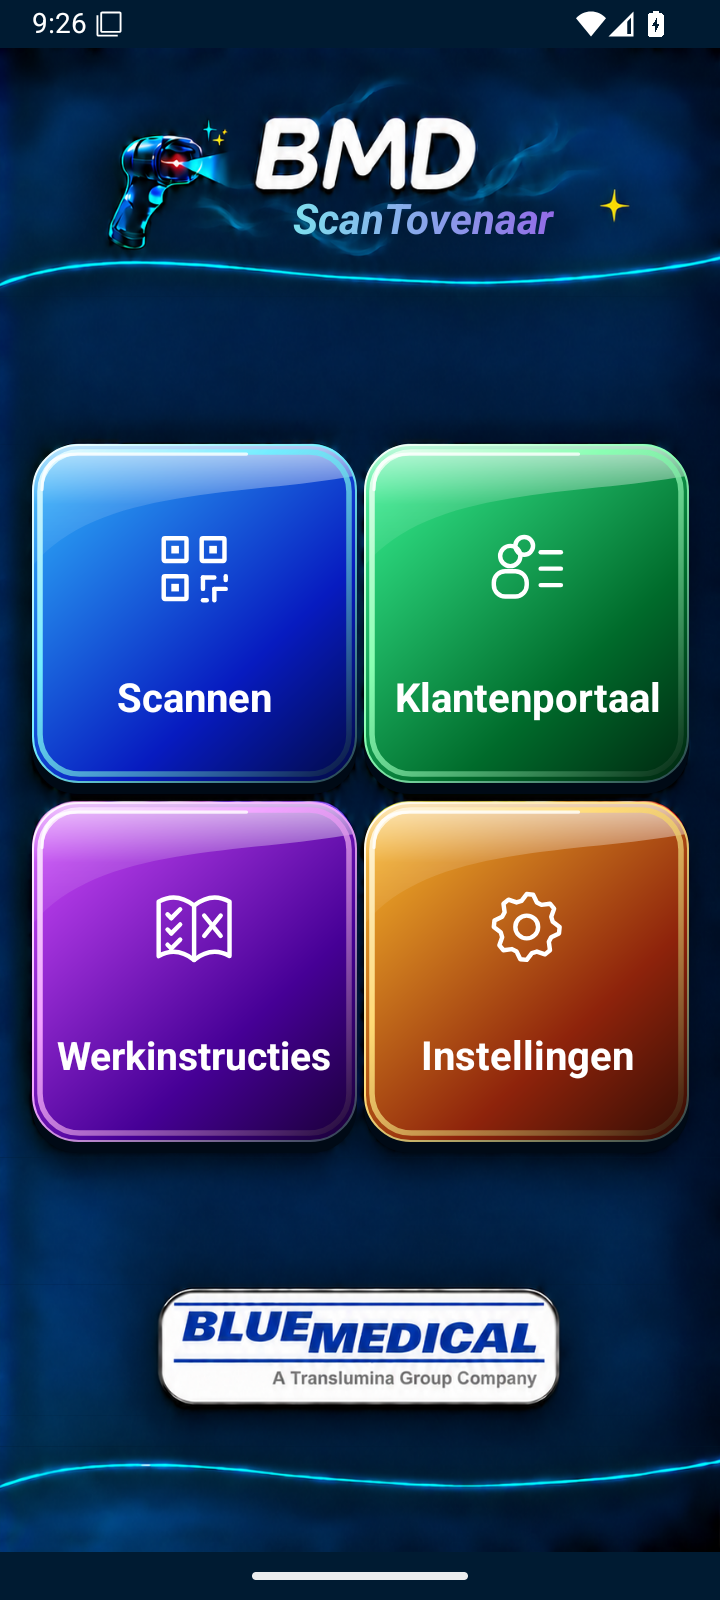 9:26
BMD
ScanTovenaar
Scannen
Klantenportaal
Werkinstructies
Instellingen
BLUEMEDICAL
A Translumina Group Company